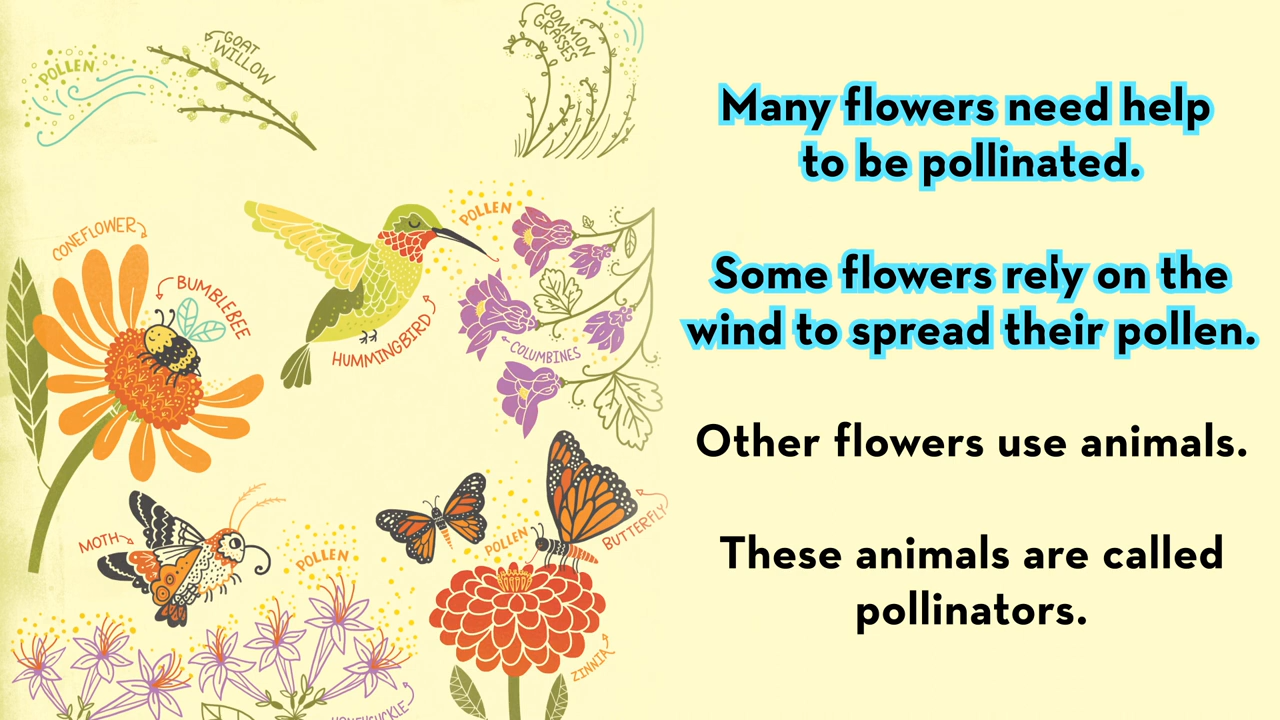 POLLEN
GOAT
WILLOW
COMMON
GRASSES
Many flowers need help
to be pollinated.
Some flowers rely on the
wind to spread their pollen.
Other flowers use animals.
These animals are called
pollinators.
CONEFLOWER
BUMBLEBEE
POLLEN
HUMMINGBIRD
COLUMBINES
MOTH
POLLEN
POLLEN
BUTTERFLY
ZINNIA
HONEYSUCKLE